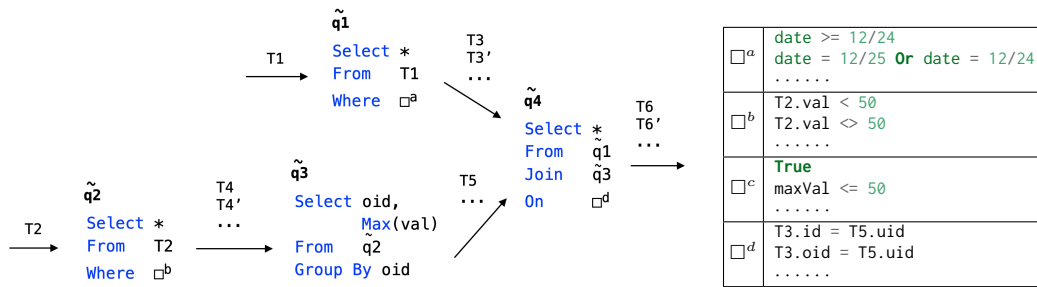 T1
q̃1
Select *
From T1
Where □ᵃ
T3
T3’
...
T2
q̃2
Select *
From T2
Where □ᵇ
T4
T4’
...
q̃3
Select oid,
Max(val)
From q̃2
Group By oid
T5
...
q̃4
Select *
From q̃1
Join q̃3
On □ᵈ
T6
T6’
...
□ᵃ
date >= 12/24
date = 12/25 Or date = 12/24
......
□ᵇ
T2.val < 50
T2.val <> 50
......
□ᶜ
True
maxVal <= 50
......
□ᵈ
T3.id = T5.uid
T3.oid = T5.uid
......